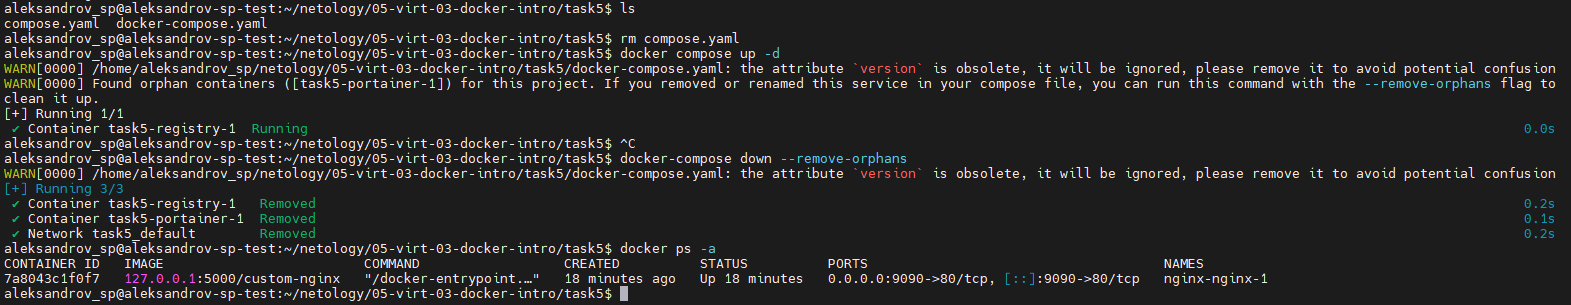 aleksandrov_sp@aleksandrov-sp-test:~/netology/05-virt-03-docker-intro/task5$ ls
compose.yaml  docker-compose.yaml
aleksandrov_sp@aleksandrov-sp-test:~/netology/05-virt-03-docker-intro/task5$ rm compose.yaml
aleksandrov_sp@aleksandrov-sp-test:~/netology/05-virt-03-docker-intro/task5$ docker compose up -d
WARN[0000] /home/aleksandrov_sp/netology/05-virt-03-docker-intro/task5/docker-compose.yaml: the attribute `version` is obsolete, it will be ignored, please remove it to avoid potential confusion
WARN[0000] Found orphan containers ([task5-portainer-1]) for this project. If you removed or renamed this service in your compose file, you can run this command with the --remove-orphans flag to
clean it up.
[+] Running 1/1
✔ Container task5-registry-1  Running  0.0s
aleksandrov_sp@aleksandrov-sp-test:~/netology/05-virt-03-docker-intro/task5$ ^C
aleksandrov_sp@aleksandrov-sp-test:~/netology/05-virt-03-docker-intro/task5$ docker-compose down --remove-orphans
WARN[0000] /home/aleksandrov_sp/netology/05-virt-03-docker-intro/task5/docker-compose.yaml: the attribute `version` is obsolete, it will be ignored, please remove it to avoid potential confusion
[+] Running 3/3
✔ Container task5-registry-1   Removed  0.2s
✔ Container task5-portainer-1  Removed  0.1s
✔ Network task5_default        Removed  0.2s
aleksandrov_sp@aleksandrov-sp-test:~/netology/05-virt-03-docker-intro/task5$ docker ps -a
CONTAINER ID   IMAGE                         COMMAND                  CREATED          STATUS          PORTS                                     NAMES
7a8043c1f0f7   127.0.0.1:5000/custom-nginx   "/docker-entrypoint.…"   18 minutes ago   Up 18 minutes   0.0.0.0:9090->80/tcp, [::]:9090->80/tcp   nginx-nginx-1
aleksandrov_sp@aleksandrov-sp-test:~/netology/05-virt-03-docker-intro/task5$